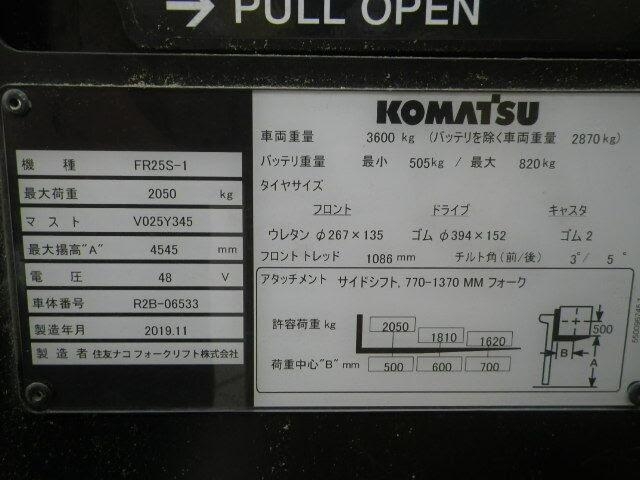 → PULL OPEN
機種 FR25S-1
最大荷重 2050 kg
マスト V025Y345
最大揚高"A" 4545 mm
電圧 48 V
車体番号 R2B-06533
製造年月 2019.11
製造者 住友ナコ フォークリフト株式会社
KOMATSU
車両重量 3600 kg (バッテリを除く車両重量 2870kg)
バッテリ重量 最小 505kg / 最大 820kg
タイヤサイズ
フロント ドライブ キャスタ
ウレタン φ267×135 ゴム φ394×152 ゴム 2
フロント トレッド 1086 mm チルト角(前/後) 3°/ 5°
アタッチメント サイドシフト, 770-1370 MM フォーク
許容荷重 kg 2050 1810 1620
荷重中心"B" mm 500 600 700
500
B
A